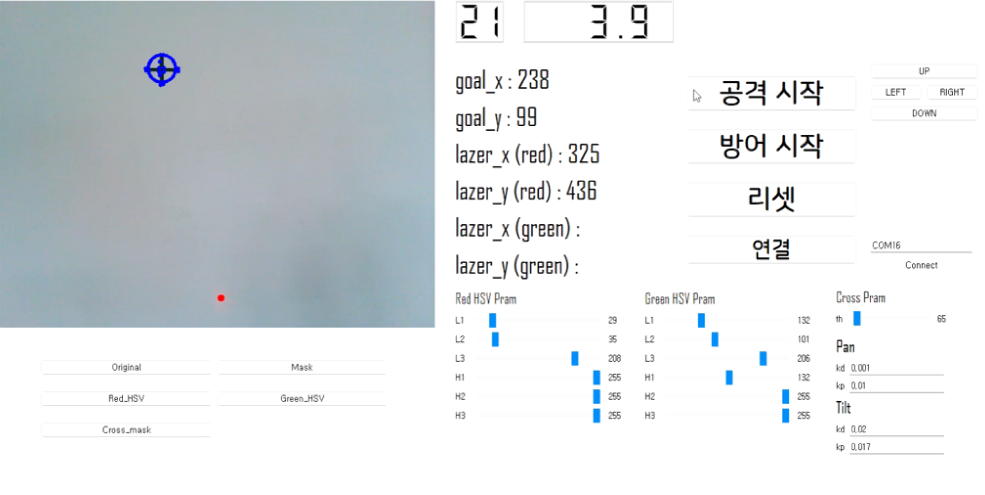 21 3.9
goal_x : 238
goal_y : 99
lazer_x (red) : 325
lazer_y (red) : 436
lazer_x (green) :
lazer_y (green) :
공격 시작
방어 시작
리셋
연결
UP
LEFT RIGHT
DOWN
COM16
Connect
Red HSV Pram
L1 29
L2 35
L3 208
H1 255
H2 255
H3 255
Green HSV Pram
L1 132
L2 101
L3 206
H1 132
H2 255
H3 255
Cross Pram
th 65
Pan
kd 0,001
kp 0,01
Tilt
kd 0,02
kp 0,017
Original Mask
Red_HSV Green_HSV
Cross_mask